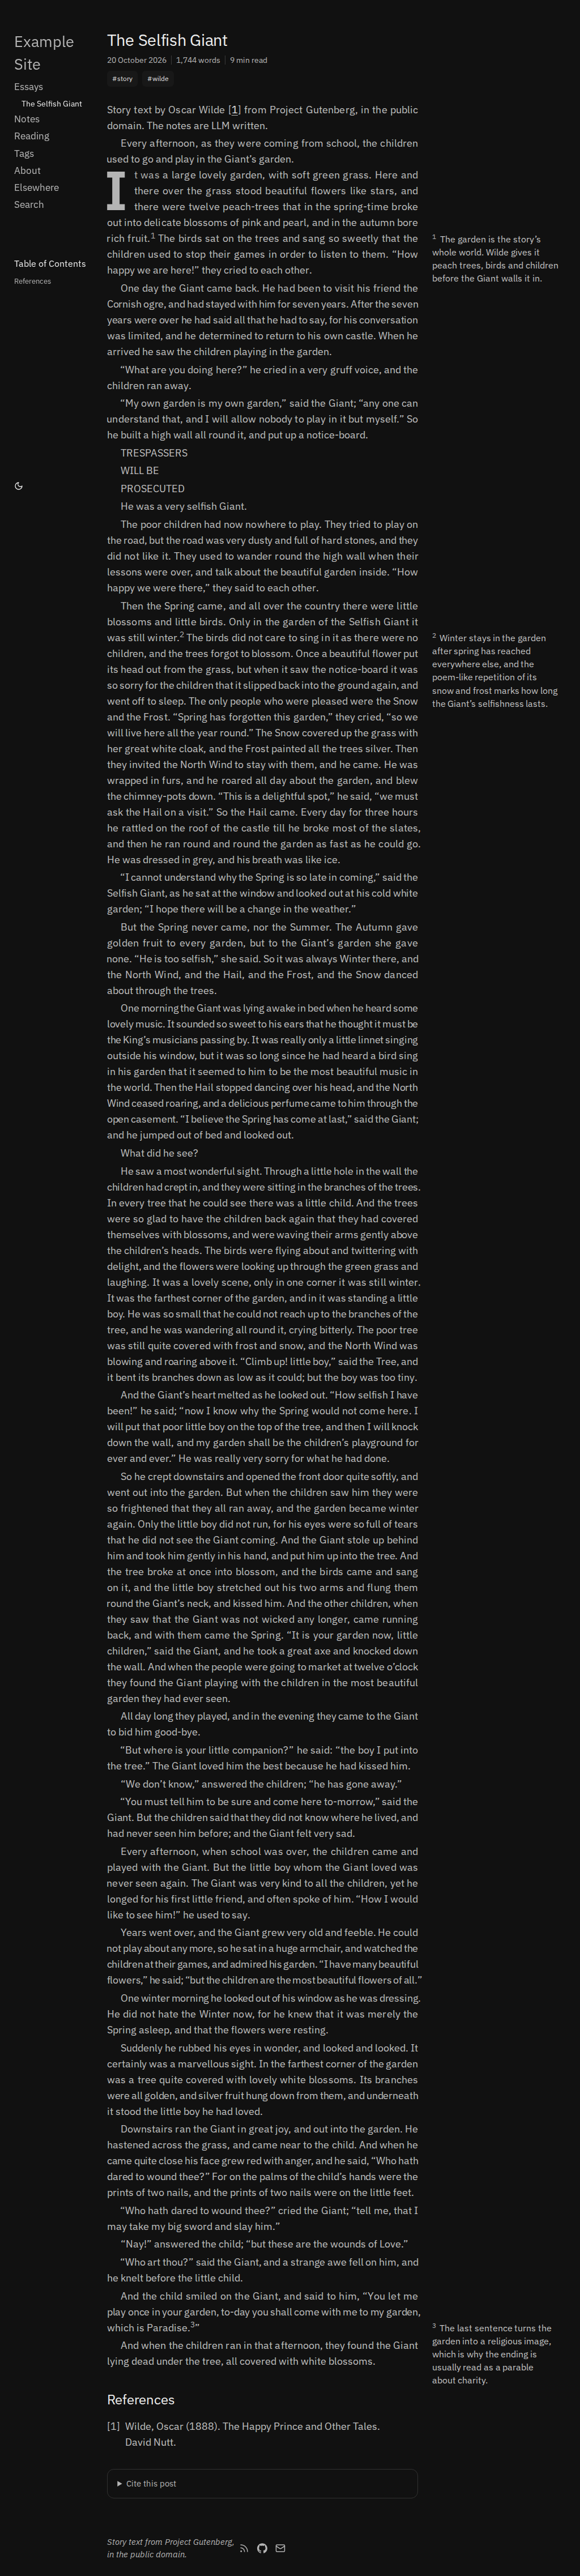 Example
Site
Essays
The Selfish Giant
Notes
Reading
Tags
About
Elsewhere
Search
Table of Contents
References
The Selfish Giant
20 October 2026 | 1,744 words | 9 min read
#story #wilde
Story text by Oscar Wilde [1] from Project Gutenberg, in the public
domain. The notes are LLM written.
Every afternoon, as they were coming from school, the children
used to go and play in the Giant’s garden.
It was a large lovely garden, with soft green grass. Here and
there over the grass stood beautiful flowers like stars, and
there were twelve peach-trees that in the spring-time broke
out into delicate blossoms of pink and pearl, and in the autumn bore
rich fruit.1 The birds sat on the trees and sang so sweetly that the
children used to stop their games in order to listen to them. “How
happy we are here!” they cried to each other.
1 The garden is the story’s
whole world. Wilde gives it
peach trees, birds and children
before the Giant walls it in.
One day the Giant came back. He had been to visit his friend the
Cornish ogre, and had stayed with him for seven years. After the seven
years were over he had said all that he had to say, for his conversation
was limited, and he determined to return to his own castle. When he
arrived he saw the children playing in the garden.
“What are you doing here?” he cried in a very gruff voice, and the
children ran away.
“My own garden is my own garden,” said the Giant; “any one can
understand that, and I will allow nobody to play in it but myself.” So
he built a high wall all round it, and put up a notice-board.
TRESPASSERS
WILL BE
PROSECUTED
He was a very selfish Giant.
The poor children had now nowhere to play. They tried to play on
the road, but the road was very dusty and full of hard stones, and they
did not like it. They used to wander round the high wall when their
lessons were over, and talk about the beautiful garden inside. “How
happy we were there,” they said to each other.
Then the Spring came, and all over the country there were little
blossoms and little birds. Only in the garden of the Selfish Giant it
was still winter.2 The birds did not care to sing in it as there were no
children, and the trees forgot to blossom. Once a beautiful flower put
its head out from the grass, but when it saw the notice-board it was
so sorry for the children that it slipped back into the ground again, and
went off to sleep. The only people who were pleased were the Snow
and the Frost. “Spring has forgotten this garden,” they cried, “so we
will live here all the year round.” The Snow covered up the grass with
her great white cloak, and the Frost painted all the trees silver. Then
they invited the North Wind to stay with them, and he came. He was
wrapped in furs, and he roared all day about the garden, and blew
the chimney-pots down. “This is a delightful spot,” he said, “we must
ask the Hail on a visit.” So the Hail came. Every day for three hours
he rattled on the roof of the castle till he broke most of the slates,
and then he ran round and round the garden as fast as he could go.
He was dressed in grey, and his breath was like ice.
2 Winter stays in the garden
after spring has reached
everywhere else, and the
poem-like repetition of its
snow and frost marks how long
the Giant’s selfishness lasts.
“I cannot understand why the Spring is so late in coming,” said the
Selfish Giant, as he sat at the window and looked out at his cold white
garden; “I hope there will be a change in the weather.”
But the Spring never came, nor the Summer. The Autumn gave
golden fruit to every garden, but to the Giant’s garden she gave
none. “He is too selfish,” she said. So it was always Winter there, and
the North Wind, and the Hail, and the Frost, and the Snow danced
about through the trees.
One morning the Giant was lying awake in bed when he heard some
lovely music. It sounded so sweet to his ears that he thought it must be
the King’s musicians passing by. It was really only a little linnet singing
outside his window, but it was so long since he had heard a bird sing
in his garden that it seemed to him to be the most beautiful music in
the world. Then the Hail stopped dancing over his head, and the North
Wind ceased roaring, and a delicious perfume came to him through the
open casement. “I believe the Spring has come at last,” said the Giant;
and he jumped out of bed and looked out.
What did he see?
He saw a most wonderful sight. Through a little hole in the wall the
children had crept in, and they were sitting in the branches of the trees.
In every tree that he could see there was a little child. And the trees
were so glad to have the children back again that they had covered
themselves with blossoms, and were waving their arms gently above
the children’s heads. The birds were flying about and twittering with
delight, and the flowers were looking up through the green grass and
laughing. It was a lovely scene, only in one corner it was still winter.
It was the farthest corner of the garden, and in it was standing a little
boy. He was so small that he could not reach up to the branches of the
tree, and he was wandering all round it, crying bitterly. The poor tree
was still quite covered with frost and snow, and the North Wind was
blowing and roaring above it. “Climb up! little boy,” said the Tree, and
it bent its branches down as low as it could; but the boy was too tiny.
And the Giant’s heart melted as he looked out. “How selfish I have
been!” he said; “now I know why the Spring would not come here. I
will put that poor little boy on the top of the tree, and then I will knock
down the wall, and my garden shall be the children’s playground for
ever and ever.” He was really very sorry for what he had done.
So he crept downstairs and opened the front door quite softly, and
went out into the garden. But when the children saw him they were
so frightened that they all ran away, and the garden became winter
again. Only the little boy did not run, for his eyes were so full of tears
that he did not see the Giant coming. And the Giant stole up behind
him and took him gently in his hand, and put him up into the tree. And
the tree broke at once into blossom, and the birds came and sang
on it, and the little boy stretched out his two arms and flung them
round the Giant’s neck, and kissed him. And the other children, when
they saw that the Giant was not wicked any longer, came running
back, and with them came the Spring. “It is your garden now, little
children,” said the Giant, and he took a great axe and knocked down
the wall. And when the people were going to market at twelve o’clock
they found the Giant playing with the children in the most beautiful
garden they had ever seen.
All day long they played, and in the evening they came to the Giant
to bid him good-bye.
“But where is your little companion?” he said: “the boy I put into
the tree.” The Giant loved him the best because he had kissed him.
“We don’t know,” answered the children; “he has gone away.”
“You must tell him to be sure and come here to-morrow,” said the
Giant. But the children said that they did not know where he lived, and
had never seen him before; and the Giant felt very sad.
Every afternoon, when school was over, the children came and
played with the Giant. But the little boy whom the Giant loved was
never seen again. The Giant was very kind to all the children, yet he
longed for his first little friend, and often spoke of him. “How I would
like to see him!” he used to say.
Years went over, and the Giant grew very old and feeble. He could
not play about any more, so he sat in a huge armchair, and watched the
children at their games, and admired his garden. “I have many beautiful
flowers,” he said; “but the children are the most beautiful flowers of all.”
One winter morning he looked out of his window as he was dressing.
He did not hate the Winter now, for he knew that it was merely the
Spring asleep, and that the flowers were resting.
Suddenly he rubbed his eyes in wonder, and looked and looked. It
certainly was a marvellous sight. In the farthest corner of the garden
was a tree quite covered with lovely white blossoms. Its branches
were all golden, and silver fruit hung down from them, and underneath
it stood the little boy he had loved.
Downstairs ran the Giant in great joy, and out into the garden. He
hastened across the grass, and came near to the child. And when he
came quite close his face grew red with anger, and he said, “Who hath
dared to wound thee?” For on the palms of the child’s hands were the
prints of two nails, and the prints of two nails were on the little feet.
“Who hath dared to wound thee?” cried the Giant; “tell me, that I
may take my big sword and slay him.”
“Nay!” answered the child; “but these are the wounds of Love.”
“Who art thou?” said the Giant, and a strange awe fell on him, and
he knelt before the little child.
And the child smiled on the Giant, and said to him, “You let me
play once in your garden, to-day you shall come with me to my garden,
which is Paradise.3”
And when the children ran in that afternoon, they found the Giant
lying dead under the tree, all covered with white blossoms.
3 The last sentence turns the
garden into a religious image,
which is why the ending is
usually read as a parable
about charity.
References
[1] Wilde, Oscar (1888). The Happy Prince and Other Tales.
David Nutt.
Cite this post
Story text from Project Gutenberg,
in the public domain.